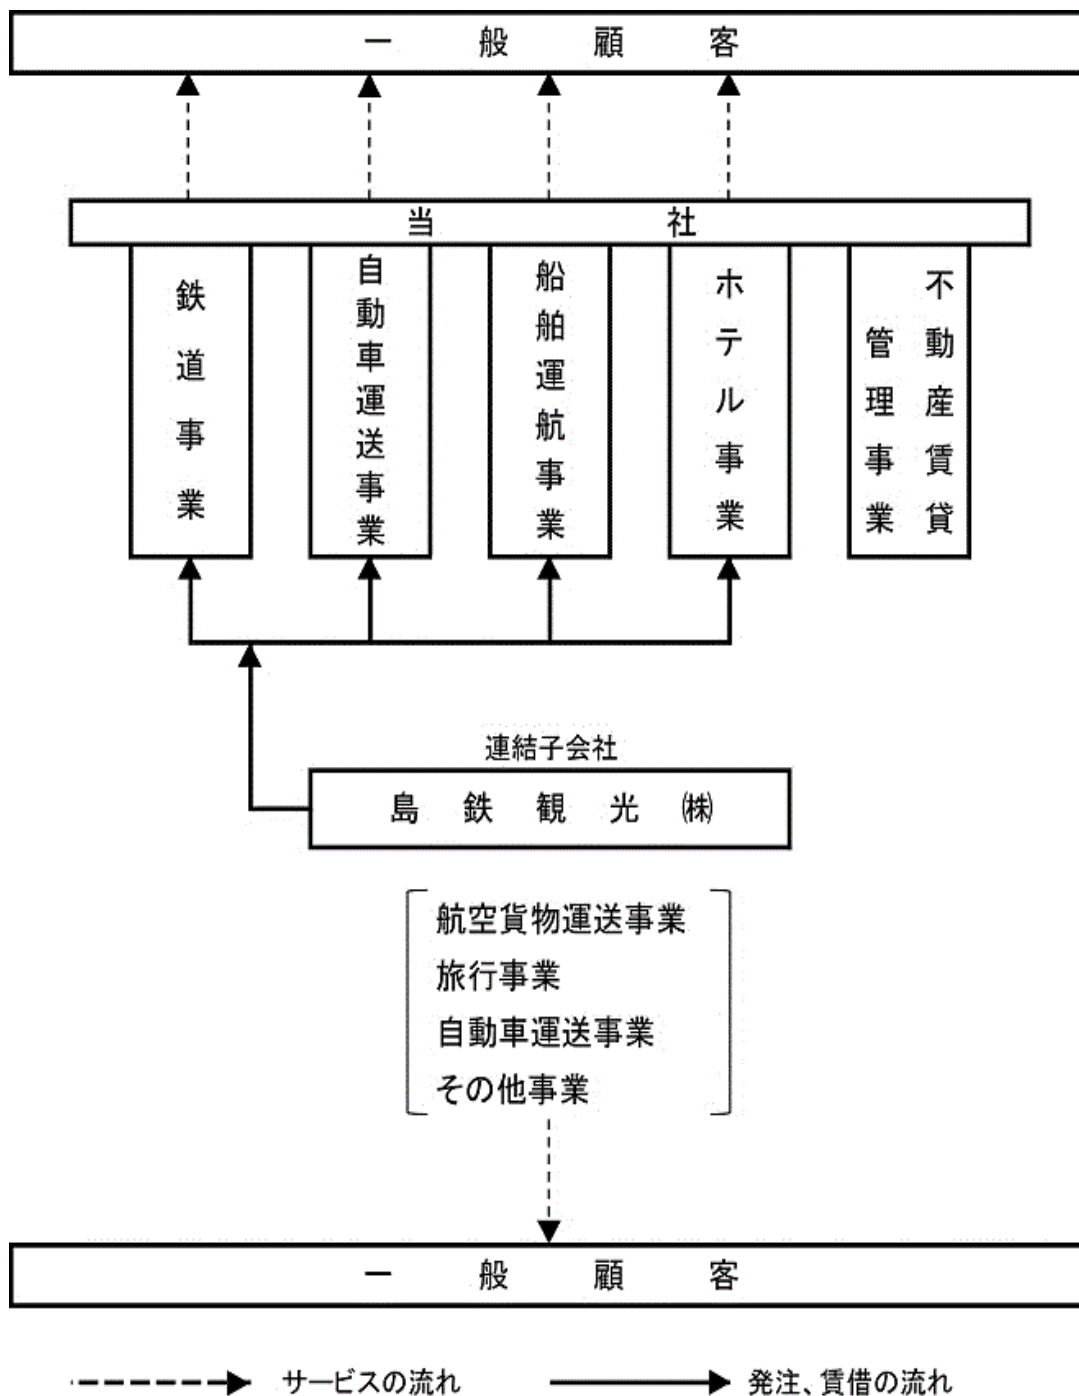 一般顧客
当社
鉄道事業
自動車運送事業
船舶運航事業
ホテル事業
不動産賃貸
管理事業
連結子会社
島鉄観光㈱
航空貨物運送事業
旅行事業
自動車運送事業
その他事業
一般顧客
サービスの流れ
発注、賃借の流れ